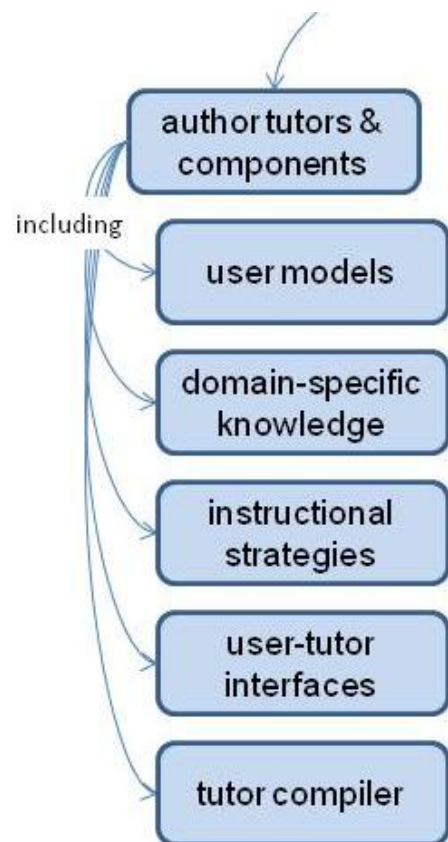 author tutors &
components
including
user models
domain-specific
knowledge
instructional
strategies
user-tutor
interfaces
tutor compiler